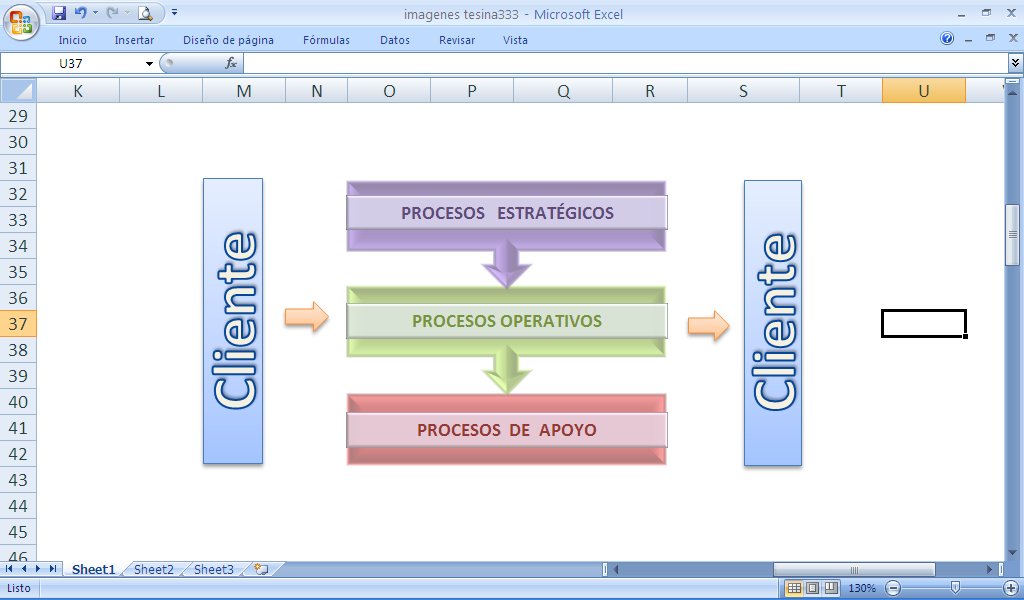 imagenes tesina333 - Microsoft Excel
Inicio Insertar Diseño de página Fórmulas Datos Revisar Vista
U37 fx
K L M N O P Q R S T U
29
30
31
32
33
34
35
36
37
38
39
40
41
42
43
44
45
46
Cliente
PROCESOS ESTRATÉGICOS
PROCESOS OPERATIVOS
PROCESOS DE APOYO
Cliente
Sheet1 Sheet2 Sheet3
Listo 130%